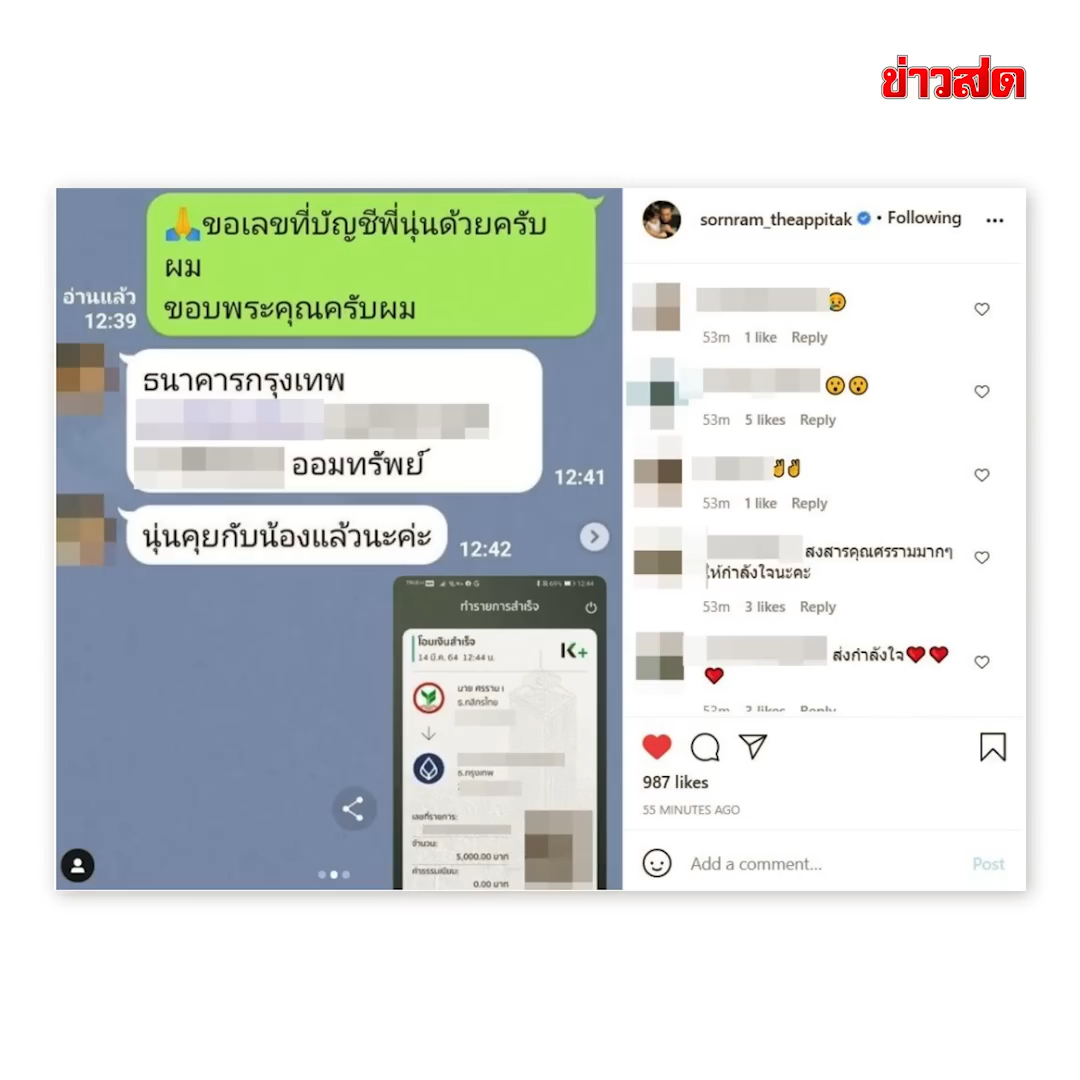 ข่าวสด
🙏ขอเลขที่บัญชีพี่นุ่นด้วยครับ
ผม
ขอบพระคุณครับผม
อ่านแล้ว
12:39
ธนาคารกรุงเทพ
ออมทรัพย์
12:41
นุ่นคุยกับน้องแล้วนะค่ะ
12:42
ทำรายการสำเร็จ
โอนเงินสำเร็จ
14 มี.ค. 64 12:44 น.
K+
นาย ศรราม เ
ธ.กสิกรไทย
ธ.กรุงเทพ
เลขที่รายการ:
จำนวน:
5,000.00 บาท
ค่าธรรมเนียม:
0.00 บาท
sornram_theappitak • Following
😢
53m 1 like Reply
😮😮
53m 5 likes Reply
✌✌
53m 1 like Reply
สงสารคุณศรรามมากๆ
ให้กำลังใจนะคะ
53m 3 likes Reply
ส่งกำลังใจ❤❤
❤
53m 3 likes Reply
987 likes
55 MINUTES AGO
Add a comment... Post